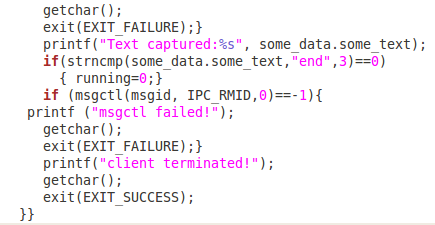 getchar();
exit(EXIT_FAILURE);}
printf("Text captured:%s", some_data.some_text);
if(strncmp(some_data.some_text,"end",3)==0)
{ running=0;}
if (msgctl(msgid, IPC_RMID,0)==-1){
printf ("msgctl failed!");
getchar();
exit(EXIT_FAILURE);}
printf("client terminated!");
getchar();
exit(EXIT_SUCCESS);
}}